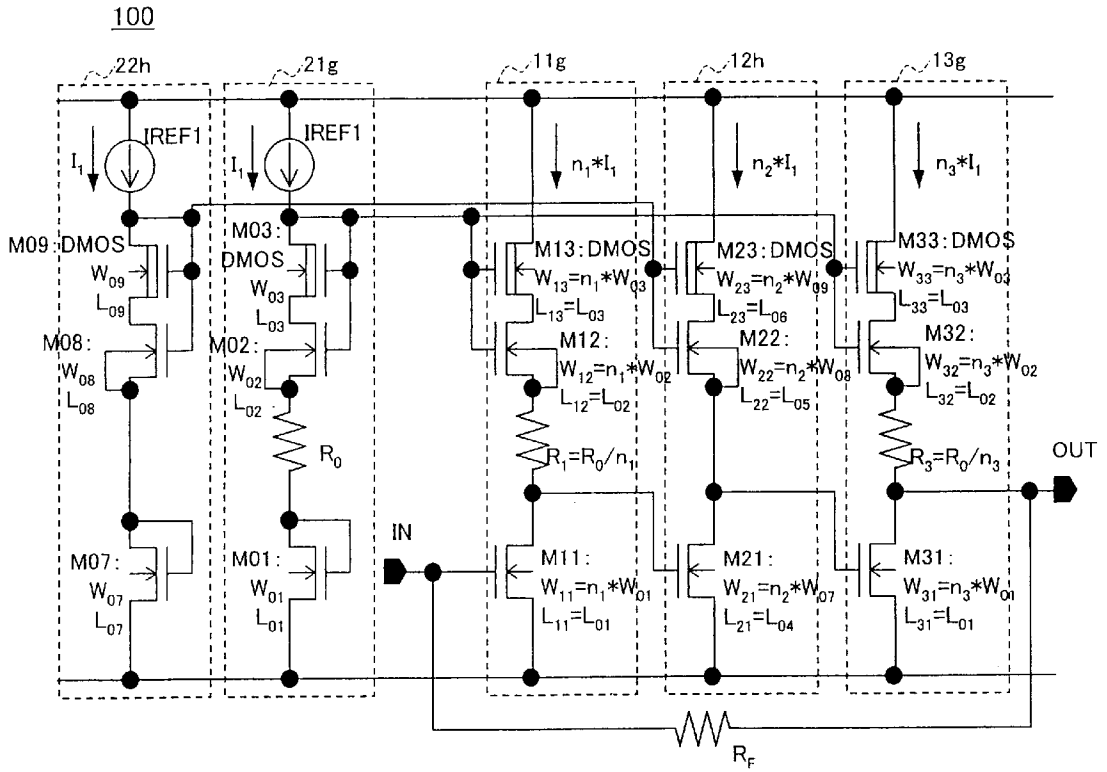 100
22h
21g
11g
12h
13g
IREF1
I₁
IREF1
I₁
n₁*I₁
n₂*I₁
n₃*I₁
M09:DMOS
W₀₉
L₀₉
M03:
DMOS
W₀₃
L₀₃
M13:DMOS
W₁₃=n₁*W₀₃
L₁₃=L₀₃
M23:DMOS
W₂₃=n₂*W₀₉
L₂₃=L₀₆
M33:DMOS
W₃₃=n₃*W₀₃
L₃₃=L₀₃
M08:
W₀₈
L₀₈
M02:
W₀₂
L₀₂
M12:
W₁₂=n₁*W₀₂
L₁₂=L₀₂
M22:
W₂₂=n₂*W₀₈
L₂₂=L₀₅
M32:
W₃₂=n₃*W₀₂
L₃₂=L₀₂
R₀
R₁=R₀/n₁
R₃=R₀/n₃
OUT
IN
M07:
W₀₇
L₀₇
M01:
W₀₁
L₀₁
M11:
W₁₁=n₁*W₀₁
L₁₁=L₀₁
M21:
W₂₁=n₂*W₀₇
L₂₁=L₀₄
M31:
W₃₁=n₃*W₀₁
L₃₁=L₀₁
R_F